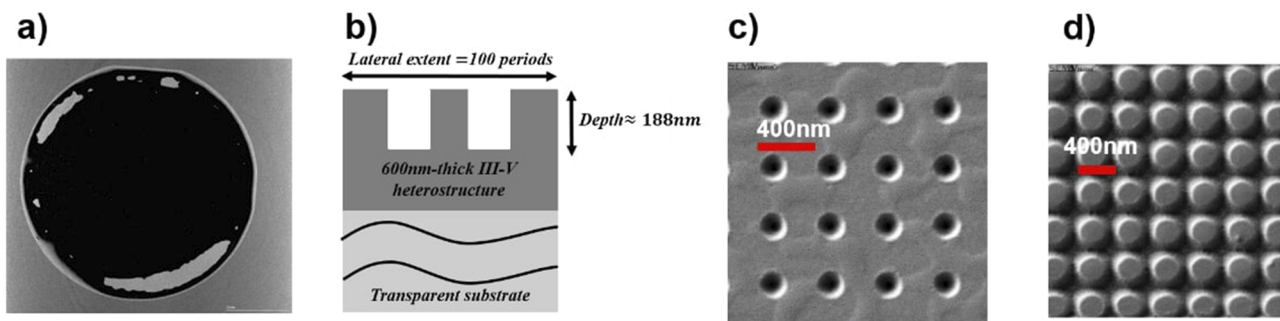 a)
b)
c)
d)
Lateral extent =100 periods
Depth≈ 188nm
600nm-thick III-V
heterostructure
Transparent substrate
400nm
400nm